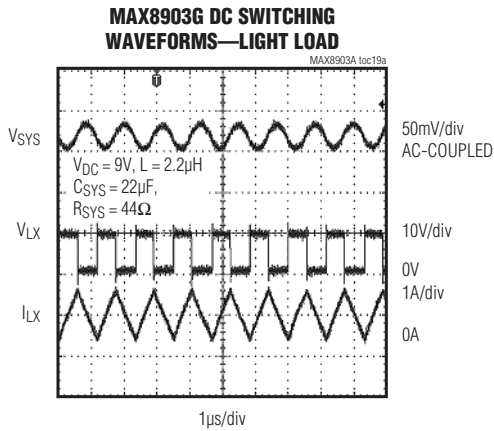 MAX8903G DC SWITCHING
WAVEFORMS—LIGHT LOAD
MAX8903A toc19a
VSYS
50mV/div
AC-COUPLED
VDC = 9V, L = 2.2µH
CSYS = 22µF,
RSYS = 44Ω
VLX
10V/div
0V
1A/div
ILX
0A
1µs/div